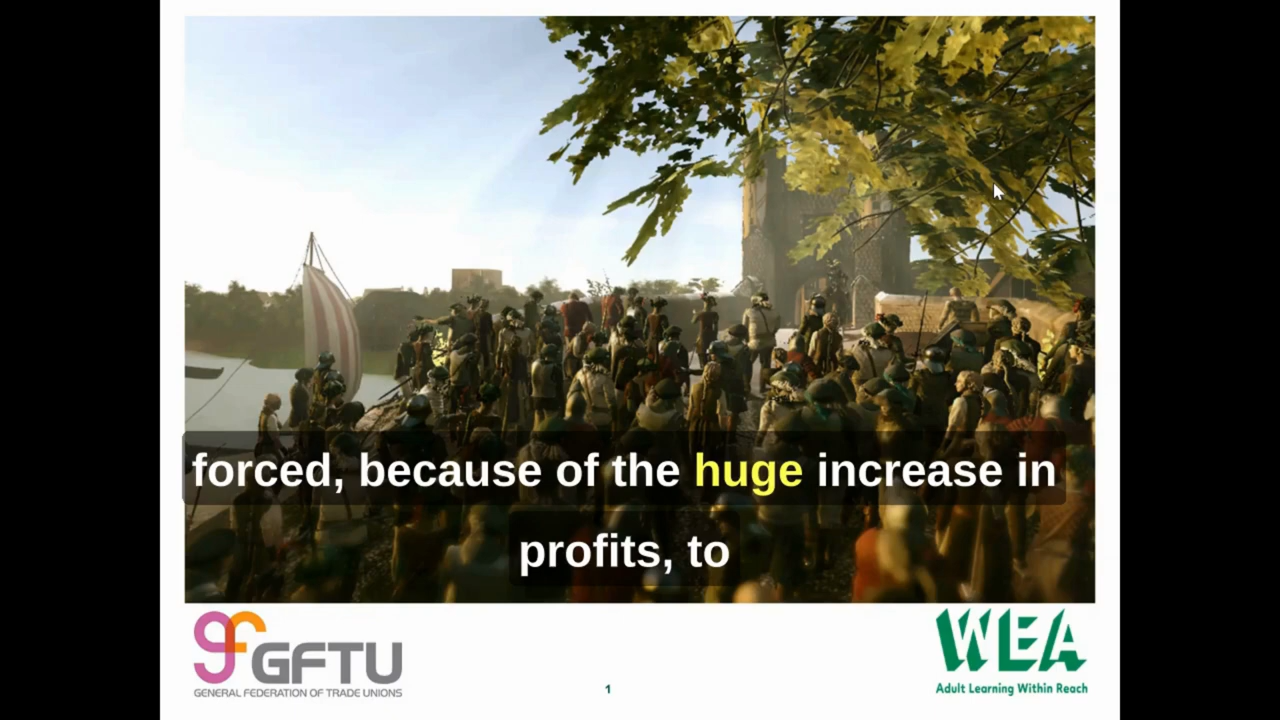 forced, because of the huge increase in
profits, to
gf GFTU
GENERAL FEDERATION OF TRADE UNIONS
1
WEA
Adult Learning Within Reach